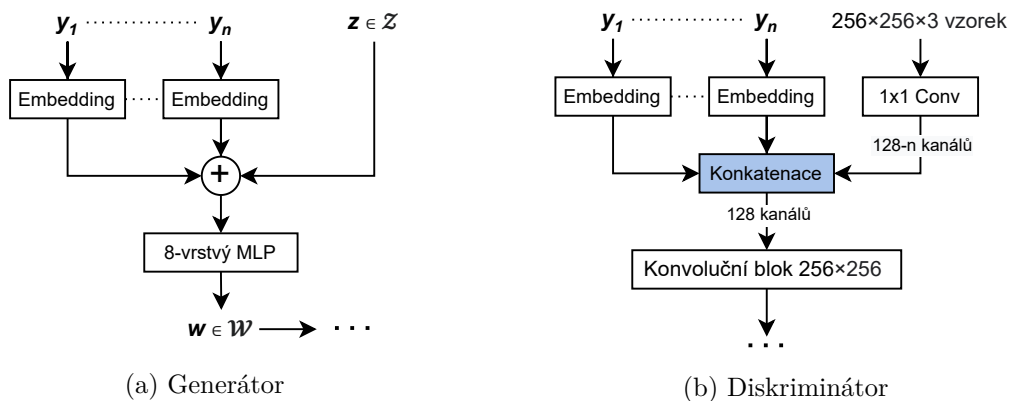 y₁ yₙ z ∈ 𝒵
Embedding Embedding
+
8-vrstvý MLP
w ∈ 𝒲
(a) Generátor
y₁ yₙ 256×256×3 vzorek
Embedding Embedding 1x1 Conv
128-n kanálů
Konkatenace
128 kanálů
Konvoluční blok 256×256
(b) Diskriminátor